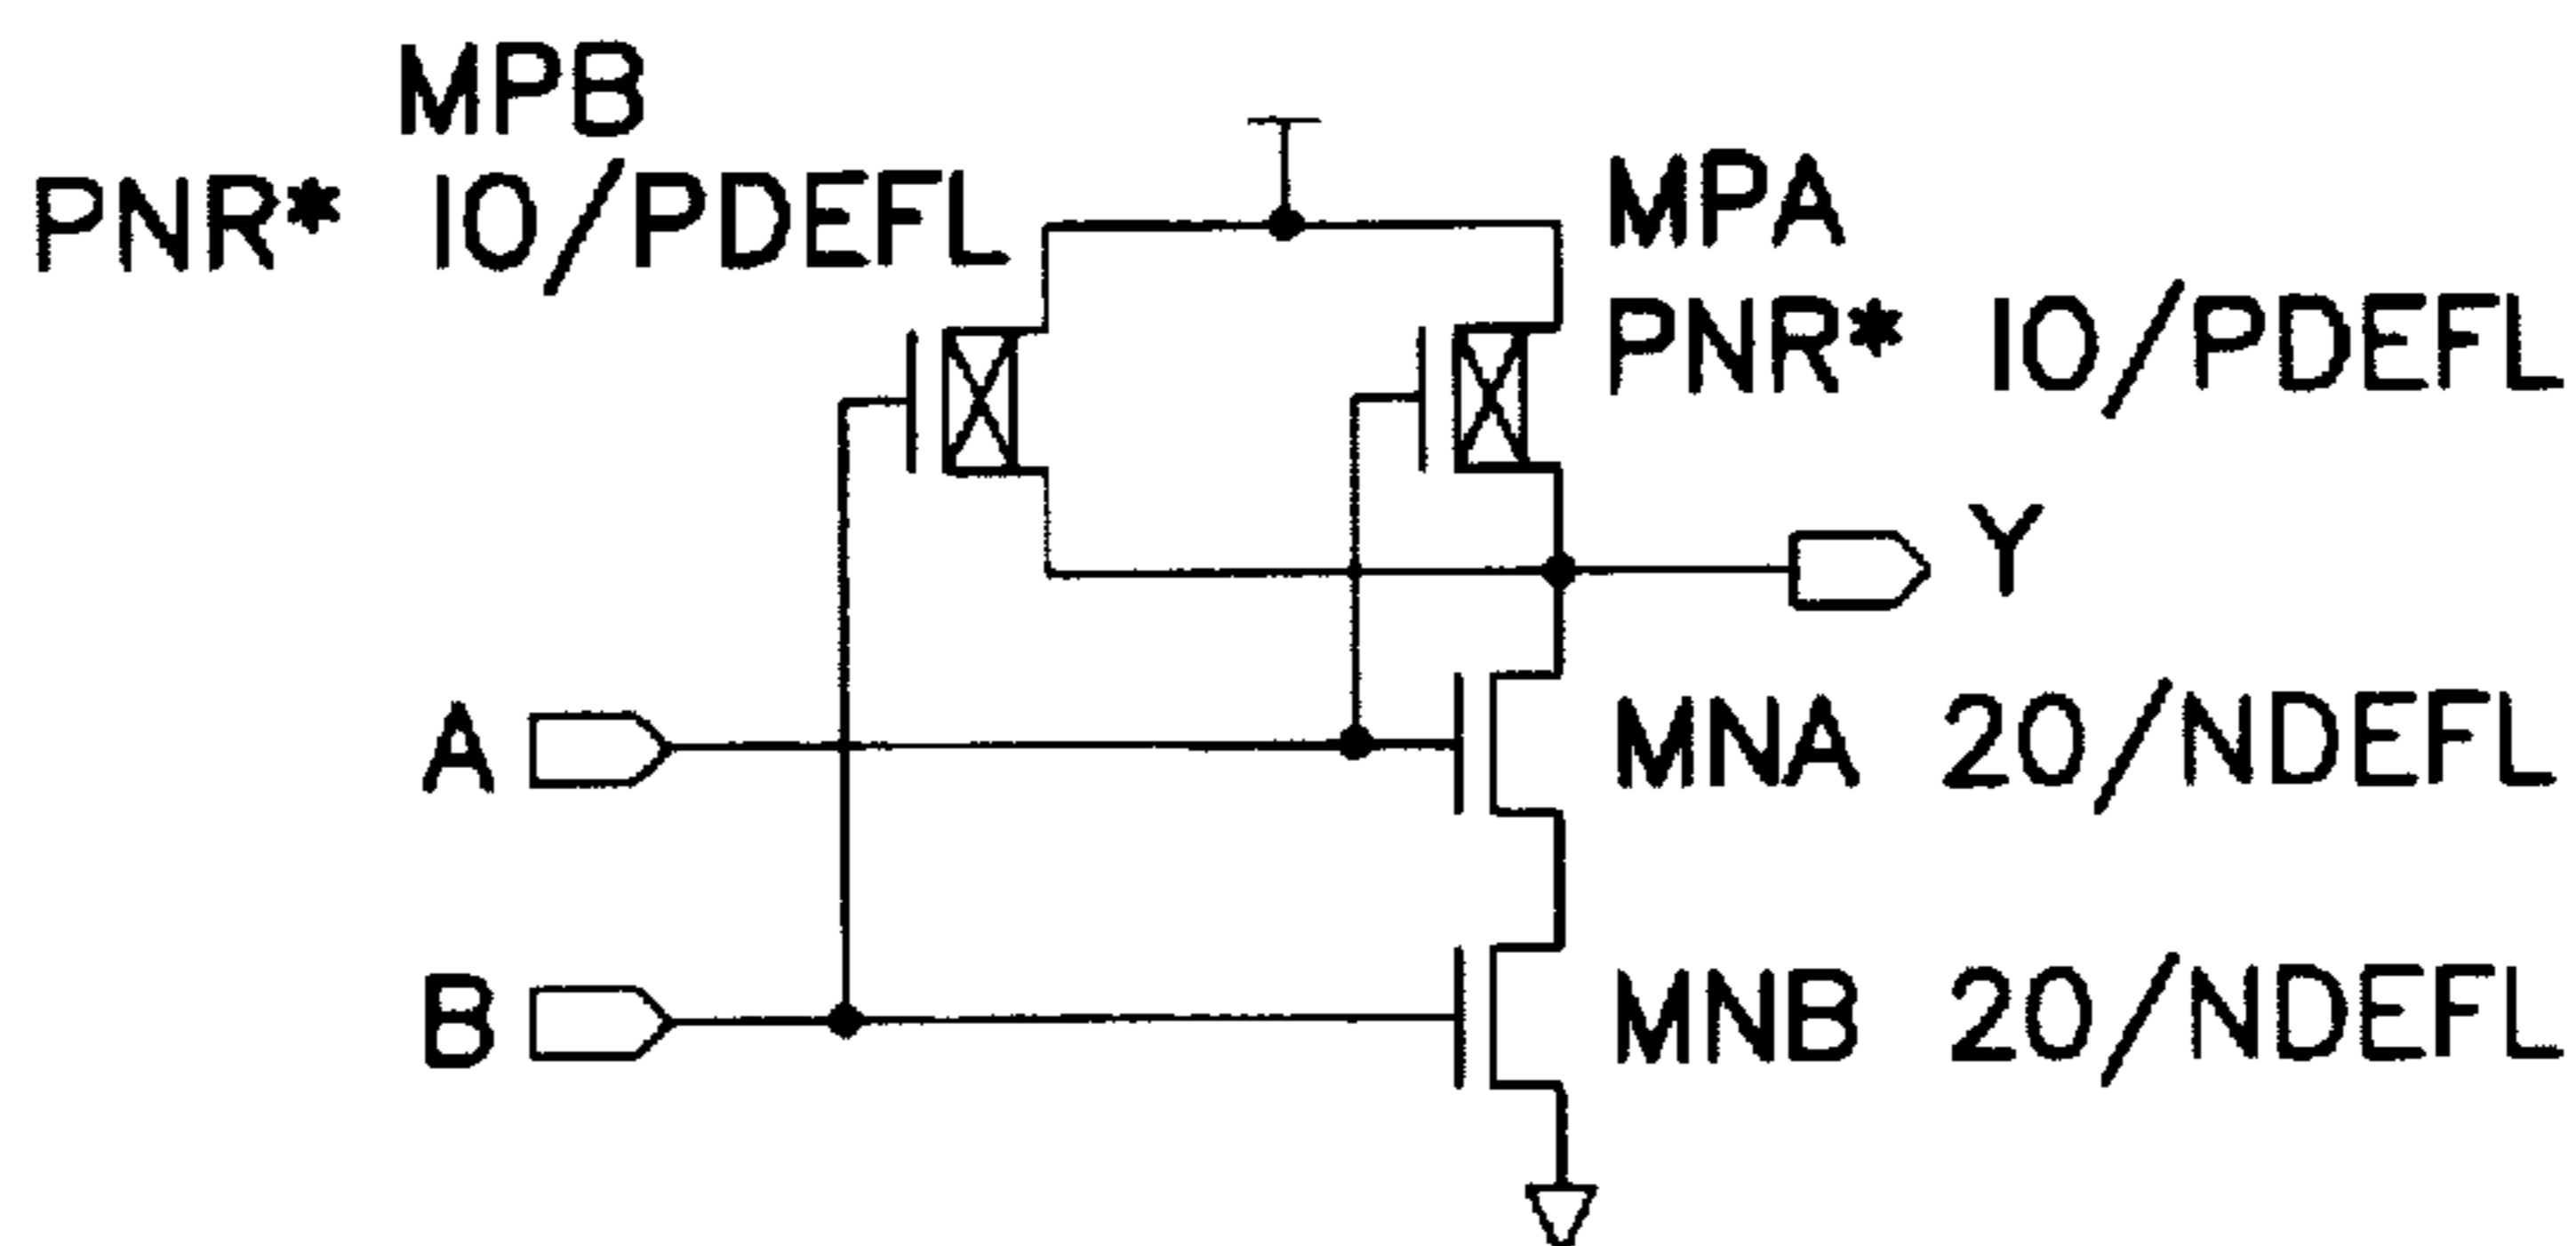 MPB
PNR* 10/PDEFL
MPA
PNR* 10/PDEFL
Y
A
MNA 20/NDEFL
B
MNB 20/NDEFL